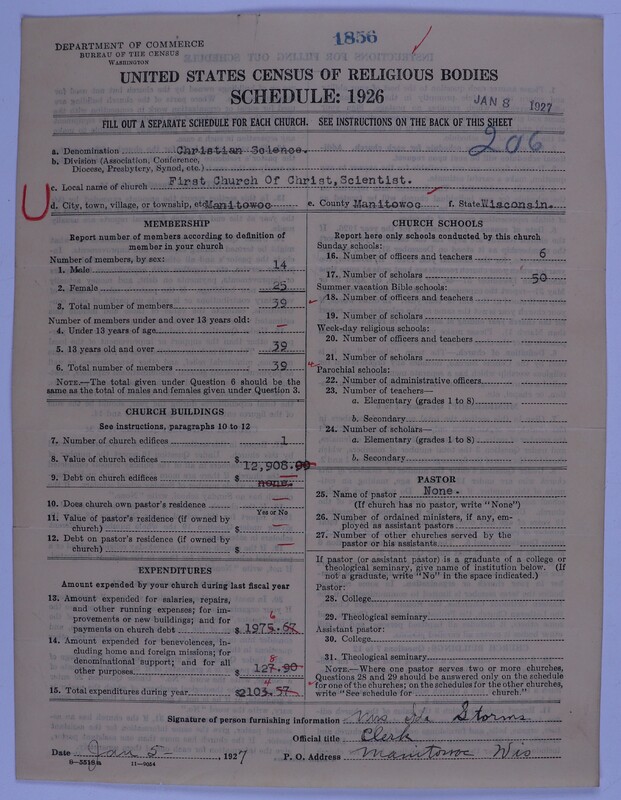 1856
DEPARTMENT OF COMMERCE
BUREAU OF THE CENSUS
WASHINGTON
UNITED STATES CENSUS OF RELIGIOUS BODIES
SCHEDULE: 1926
JAN 8 1927
FILL OUT A SEPARATE SCHEDULE FOR EACH CHURCH. SEE INSTRUCTIONS ON THE BACK OF THIS SHEET
206
a. Denomination Christian Science.
b. Division (Association, Conference,
Diocese, Presbytery, Synod, etc.)
c. Local name of church First Church Of Christ, Scientist.
d. City, town, village, or township, etc. Manitowoc e. County Manitowoc f. State Wisconsin.
MEMBERSHIP
Report number of members according to definition of
member in your church
Number of members, by sex:
1. Male 14
2. Female 25
3. Total number of members 39
Number of members under and over 13 years old:
4. Under 13 years of age —
5. 13 years old and over 39
6. Total number of members 39
NOTE.—The total given under Question 6 should be
same as the total of males and females given under Question 3.
CHURCH BUILDINGS
See instructions, paragraphs 10 to 12
7. Number of church edifices 1
8. Value of church edifices $ 12,908.00
9. Debt on church edifices $ none.
10. Does church own pastor's residence —
Yes or No
11. Value of pastor's residence (if owned by
church) $ —
12. Debt on pastor's residence (if owned by
church) $ —
EXPENDITURES
Amount expended by your church during last fiscal year
13. Amount expended for salaries, repairs,
and other running expenses; for im-
provements or new buildings; and for
payments on church debt $ 1975.67
6
14. Amount expended for benevolences, in-
cluding home and foreign missions; for
denominational support; and for all
other purposes $ 127.90
8
15. Total expenditures during year $2103.57
4
CHURCH SCHOOLS
Report here only schools conducted by this church
Sunday schools:
16. Number of officers and teachers 6
17. Number of scholars 50
Summer vacation Bible schools:
18. Number of officers and teachers
19. Number of scholars
Week-day religious schools:
20. Number of officers and teachers
21. Number of scholars
Parochial schools:
22. Number of administrative officers
23. Number of teachers—
a. Elementary (grades 1 to 8)
b. Secondary
24. Number of scholars—
a. Elementary (grades 1 to 8)
b. Secondary
PASTOR
25. Name of pastor None.
(If church has no pastor, write "None")
26. Number of ordained ministers, if any, em-
ployed as assistant pastors
27. Number of other churches served by the
pastor or his assistants
If pastor (or assistant pastor) is a graduate of a college or
theological seminary, give name of institution below. (If
not a graduate, write "No" in the space indicated.)
Pastor:
28. College
29. Theological seminary
Assistant pastor:
30. College
31. Theological seminary
NOTE.—Where one pastor serves two or more churches,
Questions 28 and 29 should be answered only on the schedule
for one of the churches; on the schedules for the other churches,
write "See schedule for church."
Signature of person furnishing information Mrs Ida Storms
Official title Clerk
Date Jan 5—, 1927 P. O. Address Manitowoc Wis
11—9054